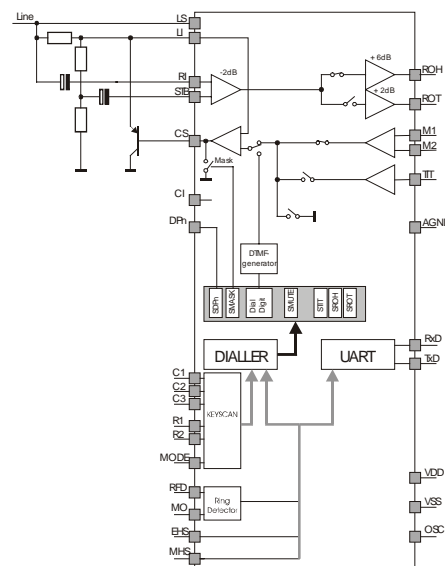 Line
LS
LI
RI
STB
CS
Mask
CI
DPn
-2dB
+6dB
+2dB
ROH
ROT
M1
M2
TIT
AGND
DTMF-
generator
SDPn
SMASK
Dial
Digit
SMUTE
STIT
SROH
SROT
DIALLER
UART
RxD
TxD
C1
C2
C3
R1
R2
MODE
KEYSCAN
RFD
MO
Ring
Detector
EHS
MHS
VDD
VSS
OSC